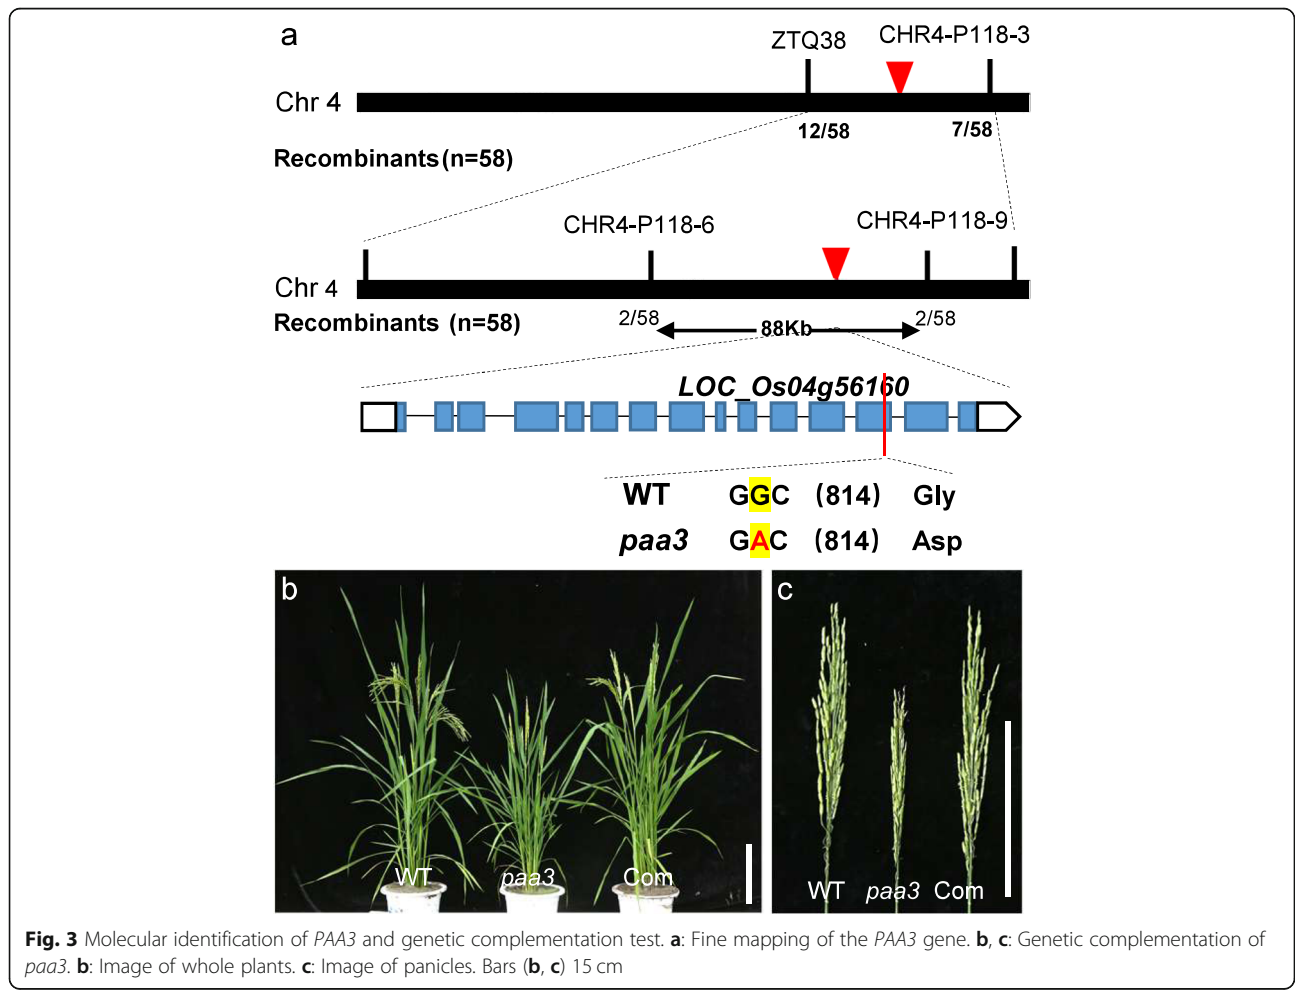 a
ZTQ38 CHR4-P118-3
Chr 4
12/58 7/58
Recombinants (n=58)
CHR4-P118-6 CHR4-P118-9
Chr 4
Recombinants (n=58) 2/58 88Kb 2/58
LOC_Os04g56160
WT GGC (814) Gly
paa3 GAC (814) Asp
b
WT paa3 Com
c
WT paa3 Com
Fig. 3 Molecular identification of PAA3 and genetic complementation test. a: Fine mapping of the PAA3 gene. b, c: Genetic complementation of
paa3. b: Image of whole plants. c: Image of panicles. Bars (b, c) 15 cm